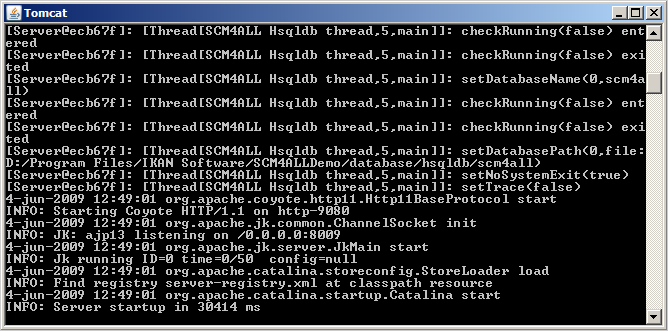 Tomcat
[Server@ecb67f]: [Thread[SCM4ALL Hsqldb thread,5,main]]: checkRunning(false) ent
ered
[Server@ecb67f]: [Thread[SCM4ALL Hsqldb thread,5,main]]: checkRunning(false) exi
ted
[Server@ecb67f]: [Thread[SCM4ALL Hsqldb thread,5,main]]: setDatabaseName(0,scm4a
ll)
[Server@ecb67f]: [Thread[SCM4ALL Hsqldb thread,5,main]]: checkRunning(false) ent
ered
[Server@ecb67f]: [Thread[SCM4ALL Hsqldb thread,5,main]]: checkRunning(false) exi
ted
[Server@ecb67f]: [Thread[SCM4ALL Hsqldb thread,5,main]]: setDatabasePath(0,file:
D:/Program Files/IKAN Software/SCM4ALLDemo/database/hsqldb/scm4all)
[Server@ecb67f]: [Thread[SCM4ALL Hsqldb thread,5,main]]: setNoSystemExit(true)
[Server@ecb67f]: [Thread[SCM4ALL Hsqldb thread,5,main]]: setTrace(false)
4-jun-2009 12:49:01 org.apache.coyote.http11.Http11BaseProtocol start
INFO: Starting Coyote HTTP/1.1 on http-9080
4-jun-2009 12:49:01 org.apache.jk.common.ChannelSocket init
INFO: JK: ajp13 listening on /0.0.0.0:8009
4-jun-2009 12:49:01 org.apache.jk.server.JkMain start
INFO: Jk running ID=0 time=0/50  config=null
4-jun-2009 12:49:01 org.apache.catalina.storeconfig.StoreLoader load
INFO: Find registry server-registry.xml at classpath resource
4-jun-2009 12:49:01 org.apache.catalina.startup.Catalina start
INFO: Server startup in 30414 ms